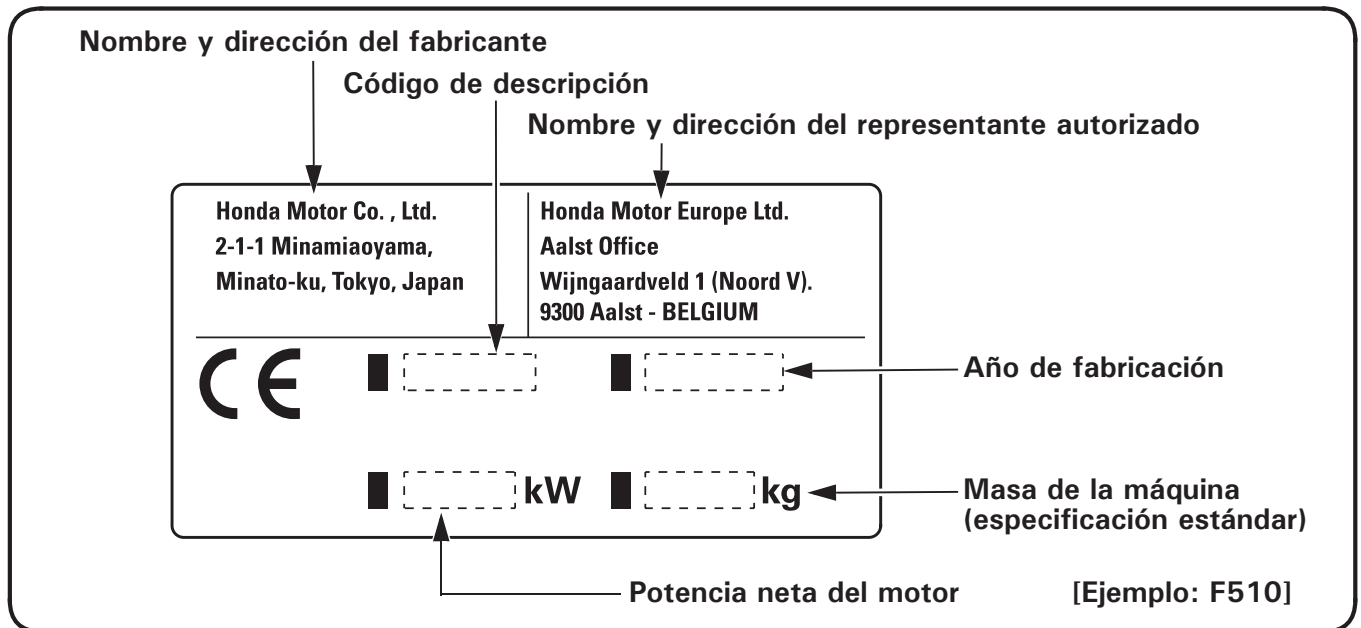 Nombre y dirección del fabricante
Código de descripción
Nombre y dirección del representante autorizado
Honda Motor Co. , Ltd.
2-1-1 Minamiaoyama,
Minato-ku, Tokyo, Japan
Honda Motor Europe Ltd.
Aalst Office
Wijngaardveld 1 (Noord V).
9300 Aalst - BELGIUM
CE
Año de fabricación
kW
kg
Masa de la máquina
(especificación estándar)
Potencia neta del motor
[Ejemplo: F510]